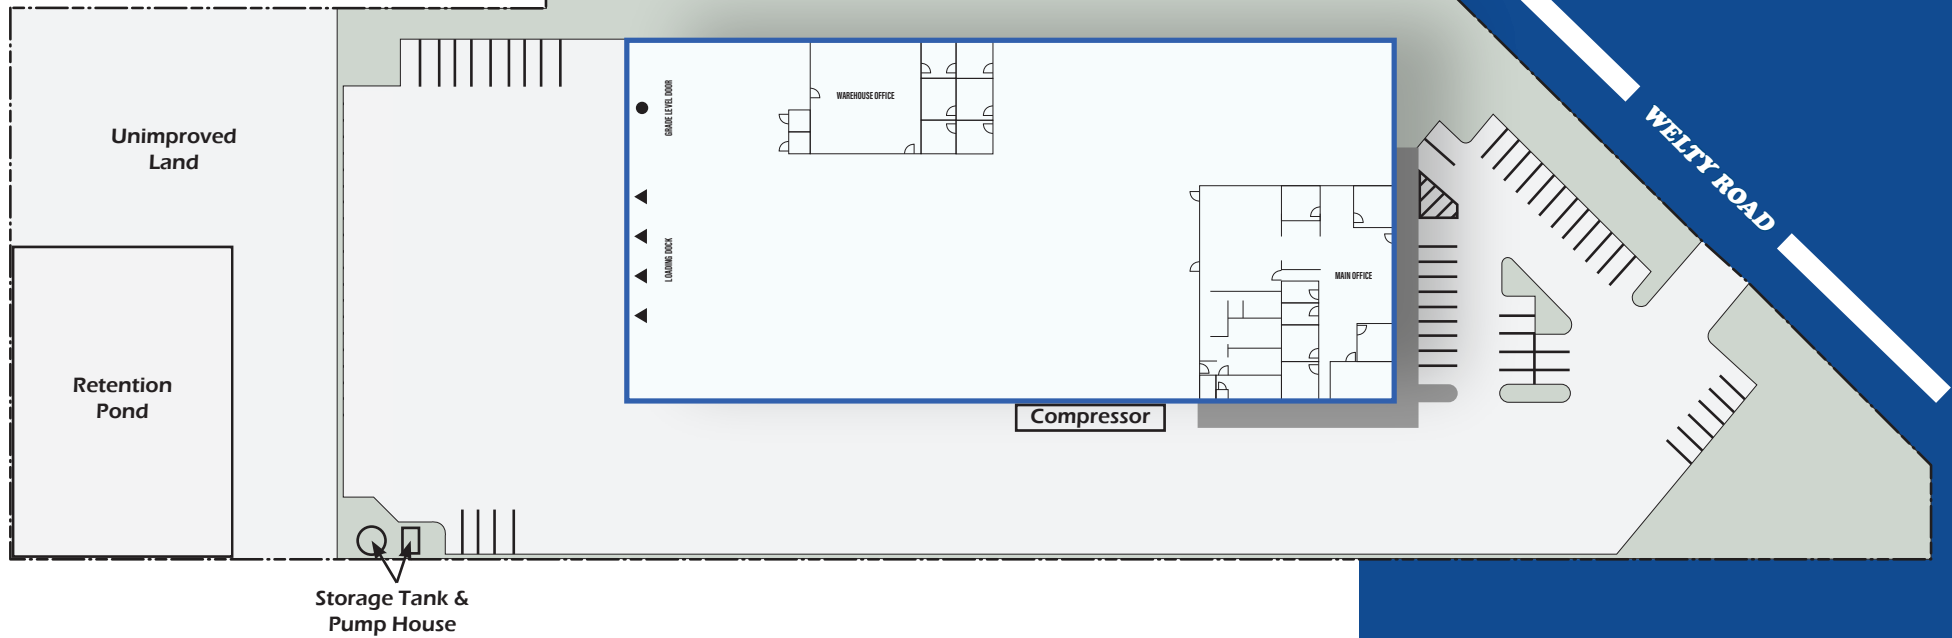 Unimproved
Land
GRADE LEVEL DOOR
WAREHOUSE OFFICE
WELTY ROAD
LOADING DOCK
MAIN OFFICE
Retention
Pond
Compressor
Storage Tank &
Pump House